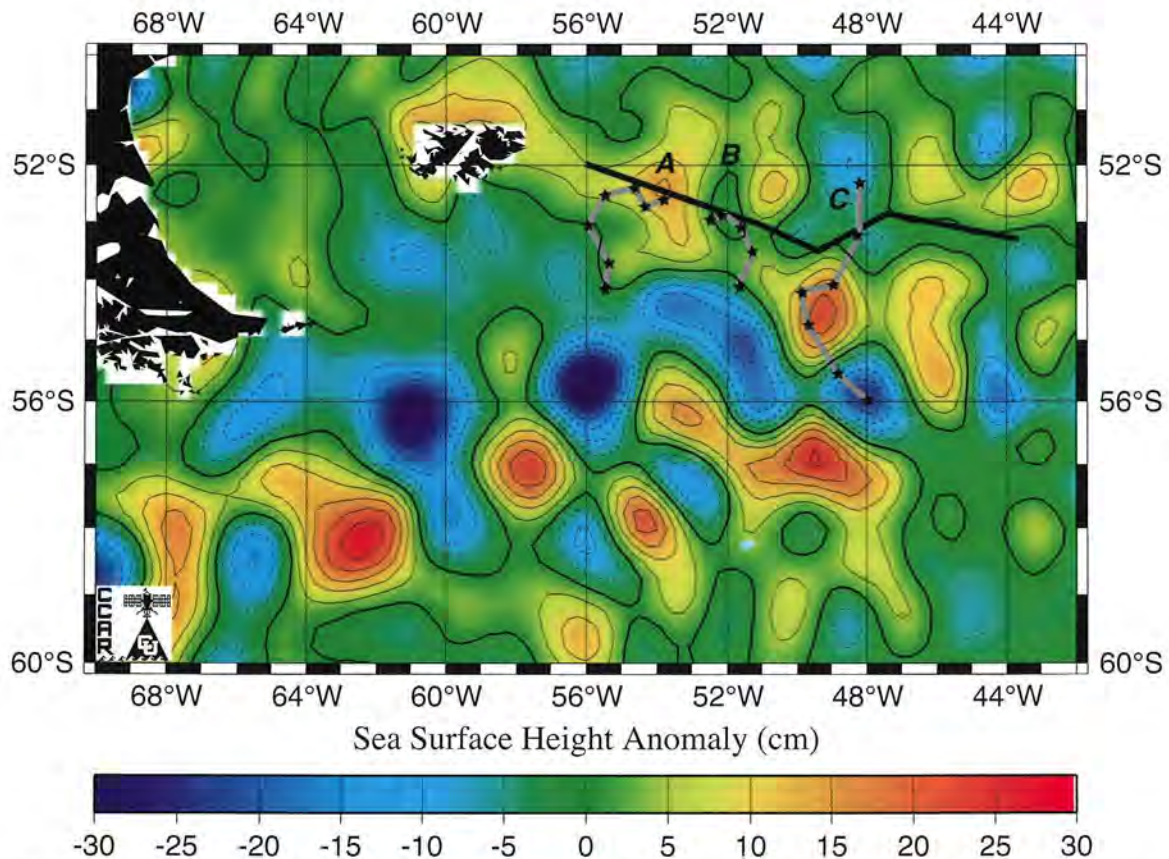 68°W 64°W 60°W 56°W 52°W 48°W 44°W
52°S A B 52°S
C
56°S 56°S
CCAR
60°S 60°S
68°W 64°W 60°W 56°W 52°W 48°W 44°W
Sea Surface Height Anomaly (cm)
-30 -25 -20 -15 -10 -5 0 5 10 15 20 25 30